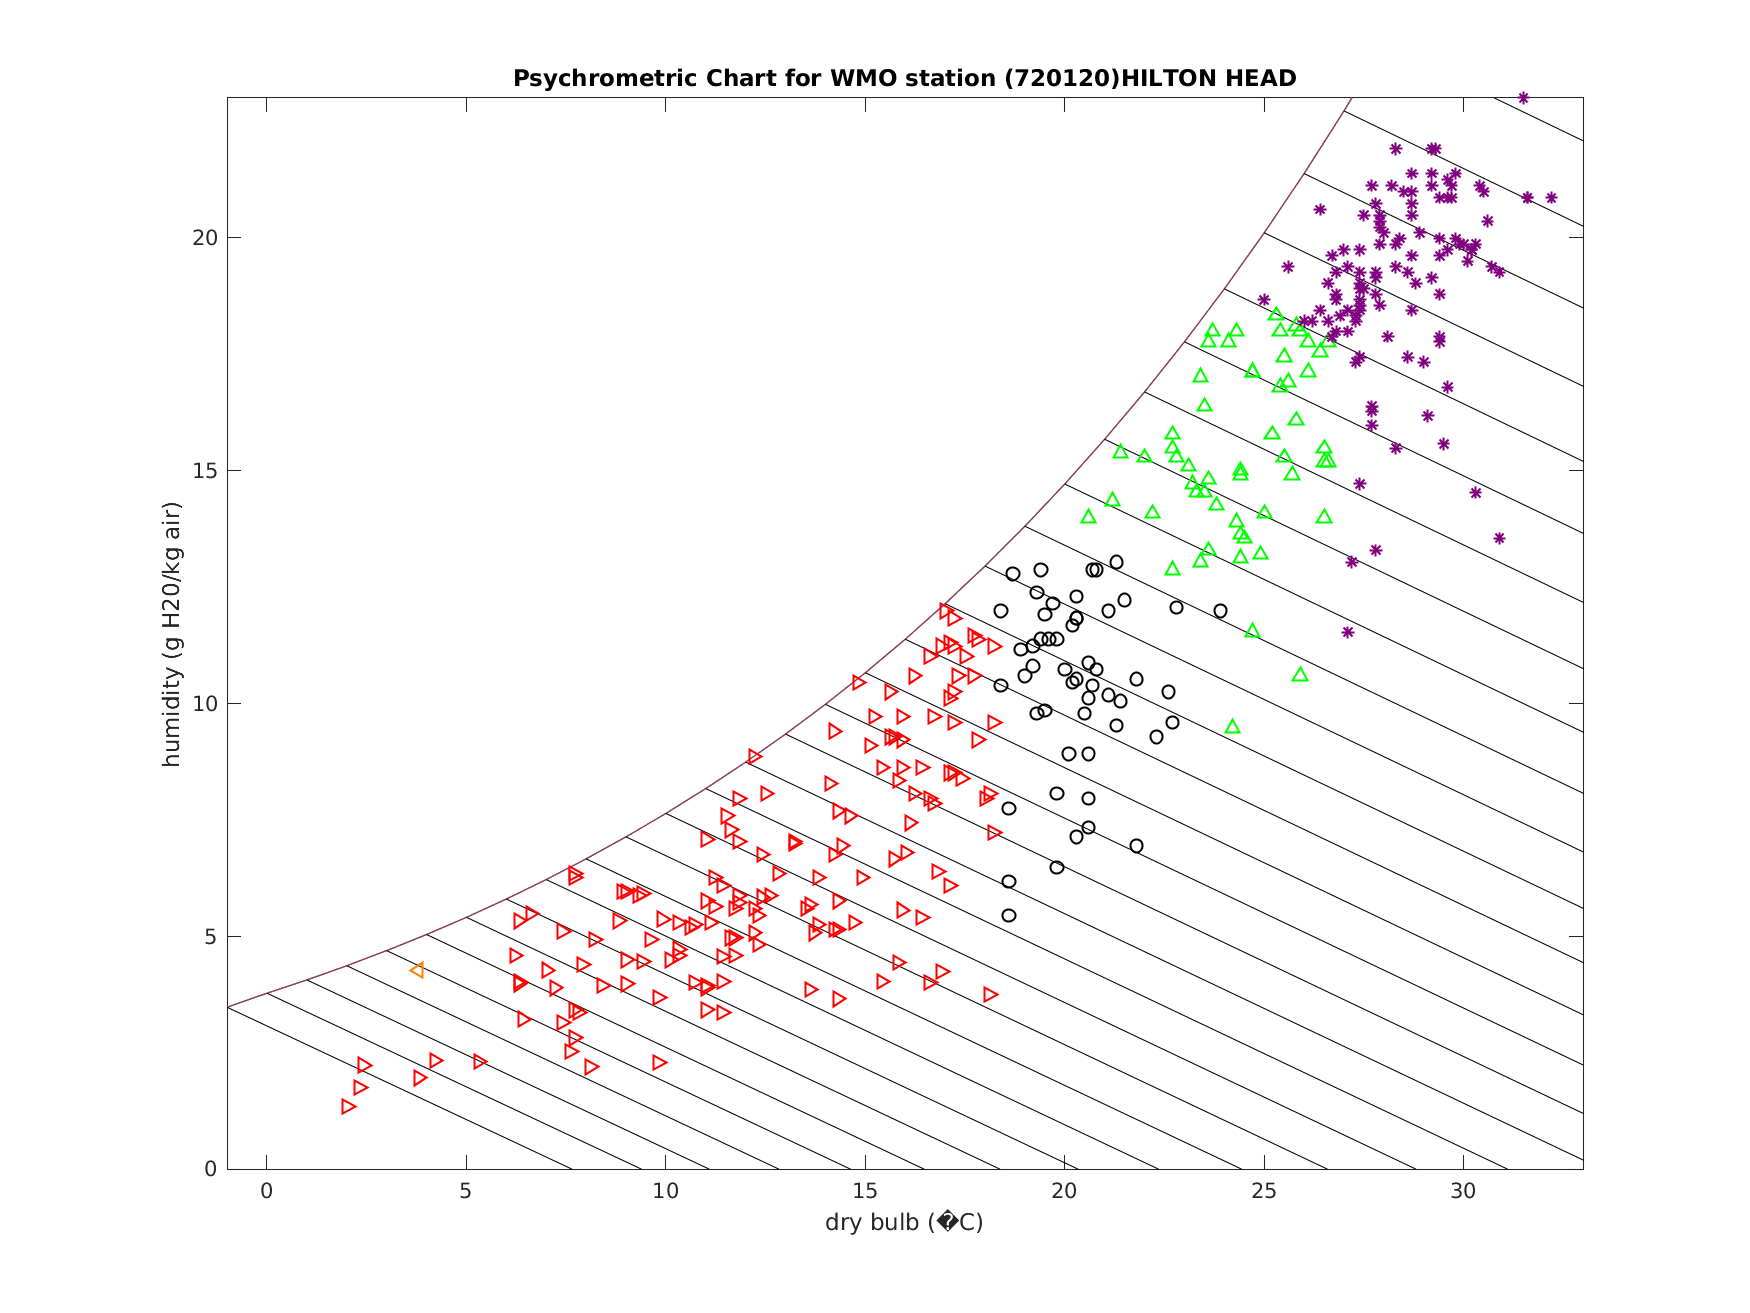 Psychrometric Chart for WMO station (720120)HILTON HEAD
20
15
10
5
0
humidity (g H20/kg air)
0 5 10 15 20 25 30
dry bulb (�C)